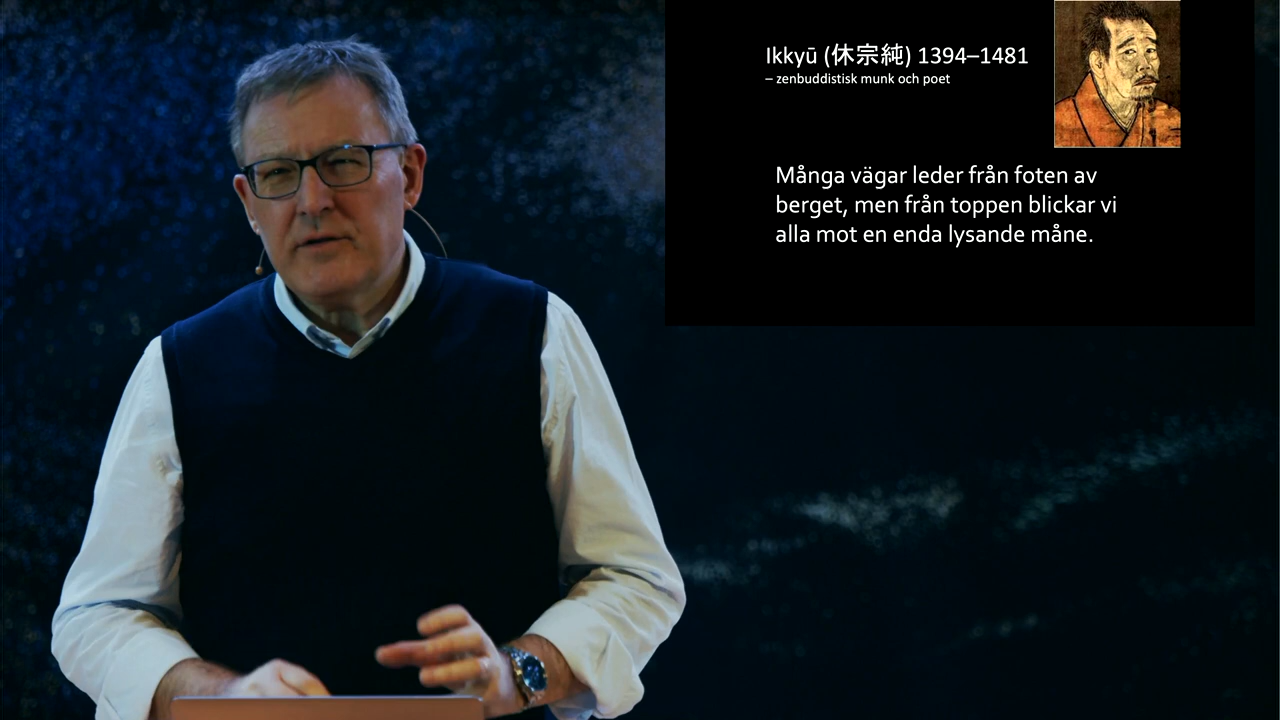 Ikkyū (休宗純) 1394–1481
– zenbuddistisk munk och poet
Många vägar leder från foten av
berget, men från toppen blickar vi
alla mot en enda lysande måne.